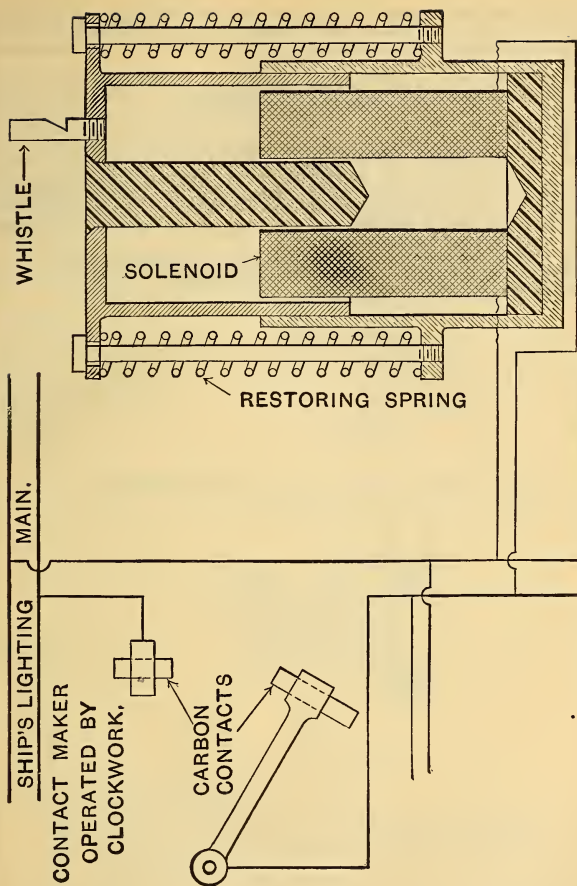 WHISTLE
SOLENOID
RESTORING SPRING
SHIP'S LIGHTING MAIN.
CONTACT MAKER
OPERATED BY
CLOCKWORK,
CARBON
CONTACTS